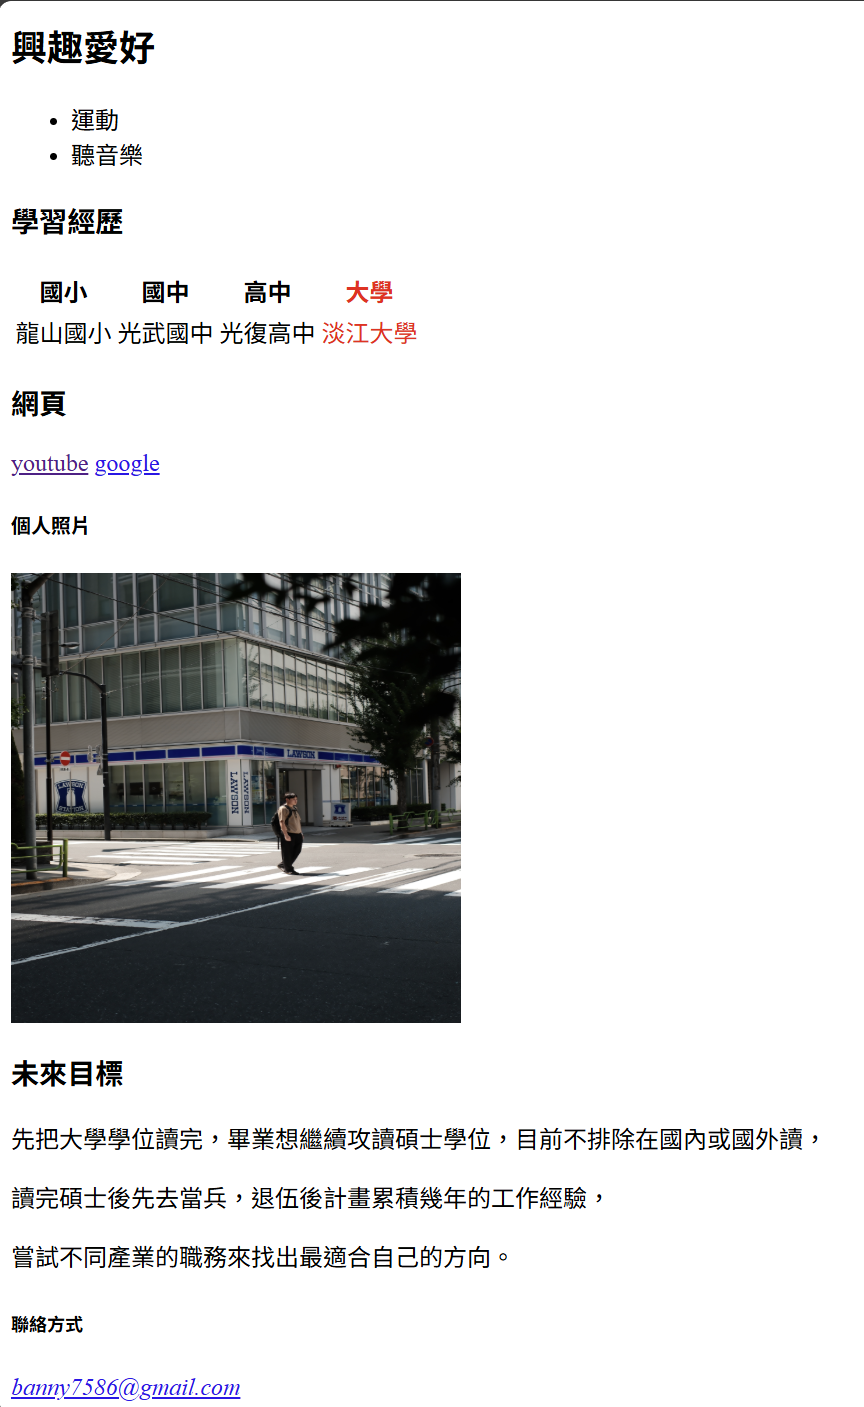 興趣愛好
運動
聽音樂
學習經歷
國小 國中 高中 大學
龍山國小 光武國中 光復高中 淡江大學
網頁
youtube google
個人照片
LAWSON
LAWSON
LAWSON
LAWSON
STATION
未來目標
先把大學學位讀完，畢業想繼續攻讀碩士學位，目前不排除在國內或國外讀，
讀完碩士後先去當兵，退伍後計畫累積幾年的工作經驗，
嘗試不同產業的職務來找出最適合自己的方向。
聯絡方式
banny7586@gmail.com